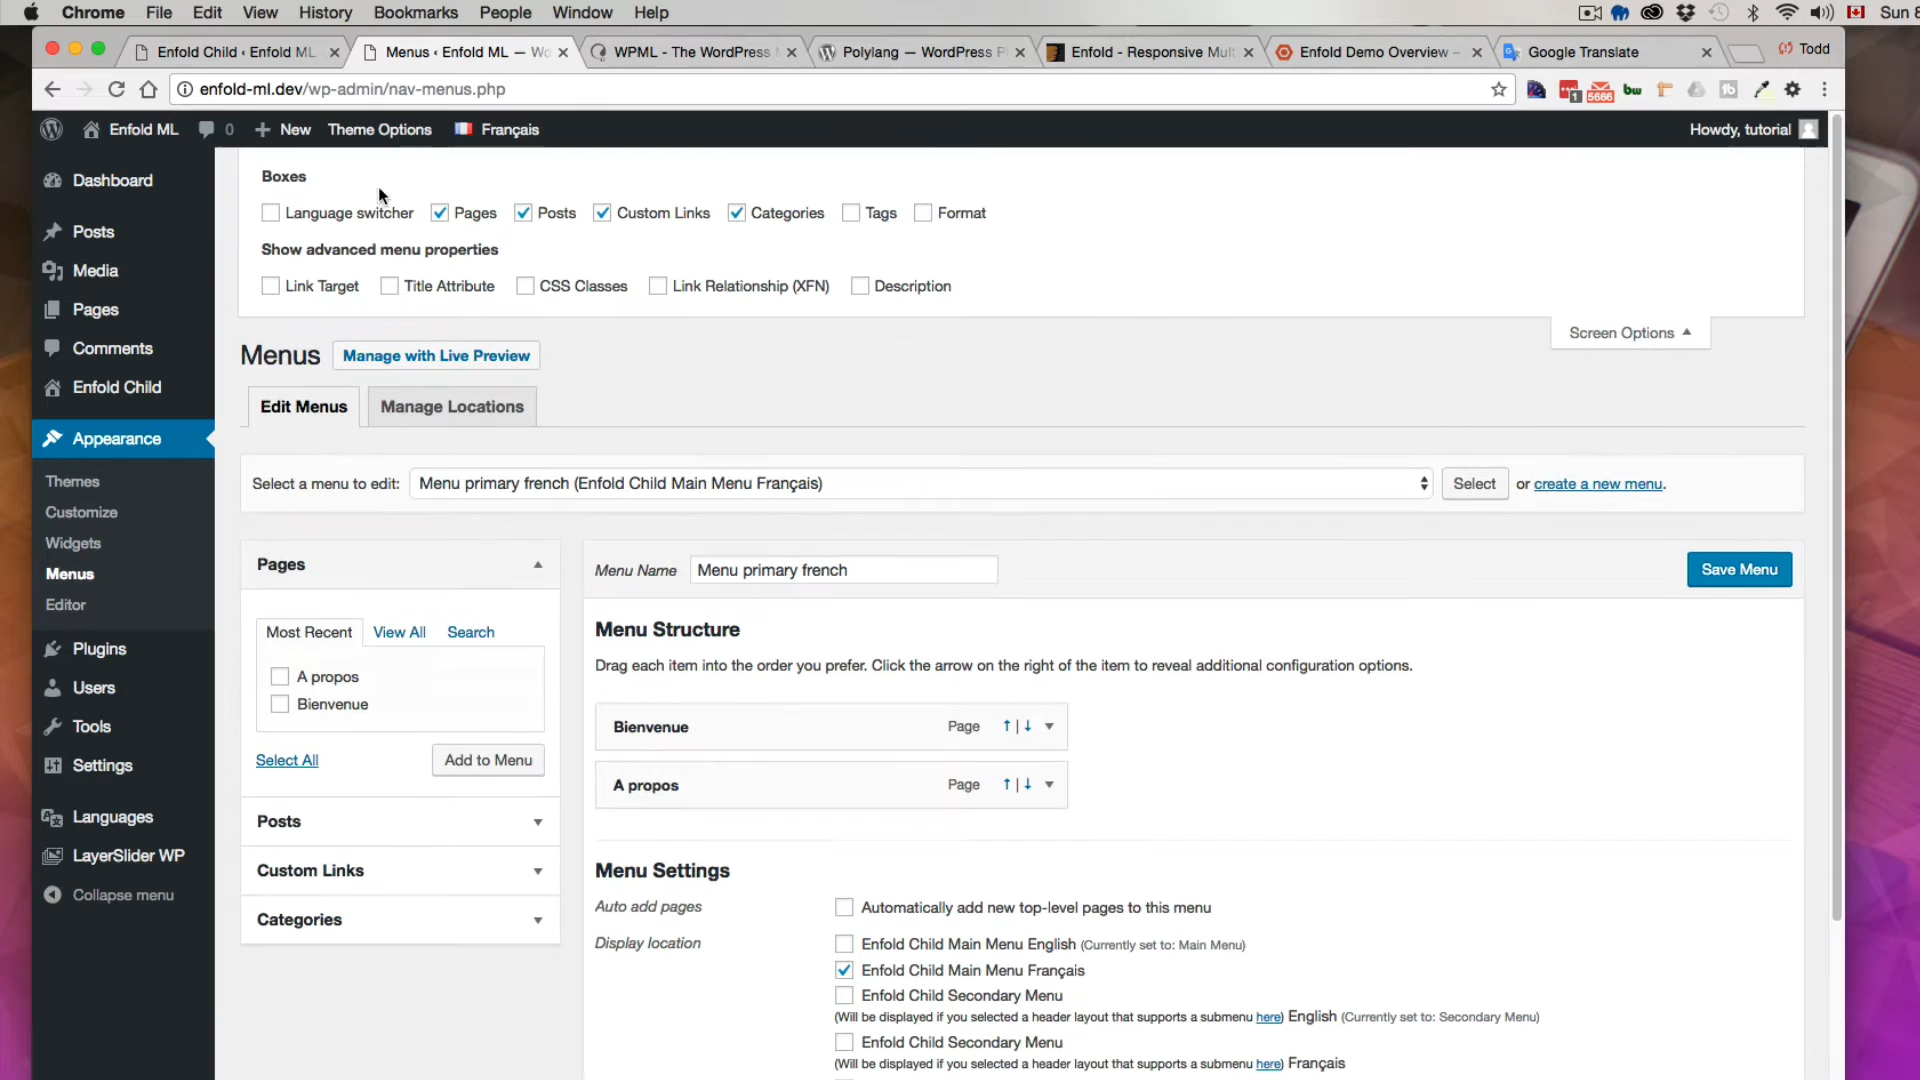 Chrome File Edit View History Bookmarks People Window Help Sun 8
Enfold Child ‹ Enfold ML
Menus ‹ Enfold ML — Wo
WPML - The WordPress
Polylang — WordPress P
Enfold - Responsive Mult
Enfold Demo Overview -
Google Translate
Todd
enfold-ml.dev/wp-admin/nav-menus.php
1
5666
bw
Enfold ML 0 New Theme Options Français Howdy, tutorial
Dashboard
Posts
Media
Pages
Comments
Enfold Child
Appearance
Themes
Customize
Widgets
Menus
Editor
Plugins
Users
Tools
Settings
Languages
LayerSlider WP
Collapse menu
Boxes
Language switcher Pages Posts Custom Links Categories Tags Format
Show advanced menu properties
Link Target Title Attribute CSS Classes Link Relationship (XFN) Description
Screen Options
Menus Manage with Live Preview
Edit Menus Manage Locations
Select a menu to edit: Menu primary french (Enfold Child Main Menu Français) Select or create a new menu.
Pages
Most Recent View All Search
A propos
Bienvenue
Select All Add to Menu
Posts
Custom Links
Categories
Menu Name Menu primary french Save Menu
Menu Structure
Drag each item into the order you prefer. Click the arrow on the right of the item to reveal additional configuration options.
Bienvenue Page ↑ | ↓
A propos Page ↑ | ↓
Menu Settings
Auto add pages Automatically add new top-level pages to this menu
Display location Enfold Child Main Menu English (Currently set to: Main Menu)
Enfold Child Main Menu Français
Enfold Child Secondary Menu
(Will be displayed if you selected a header layout that supports a submenu here) English (Currently set to: Secondary Menu)
Enfold Child Secondary Menu
(Will be displayed if you selected a header layout that supports a submenu here) Français